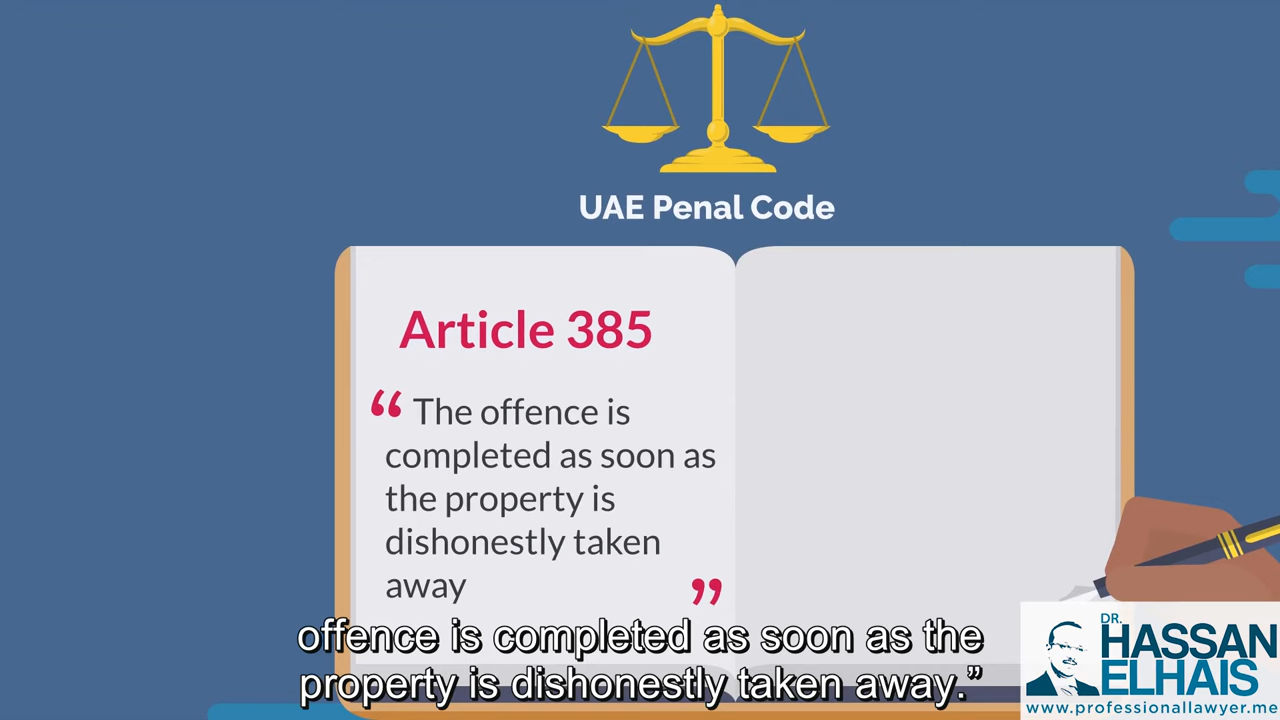 UAE Penal Code
Article 385
“ The offence is
completed as soon as
the property is
dishonestly taken
away ”
offence is completed as soon as the
property is dishonestly taken away.”
DR.
HASSAN
ELHAIS
www.professionallawyer.me